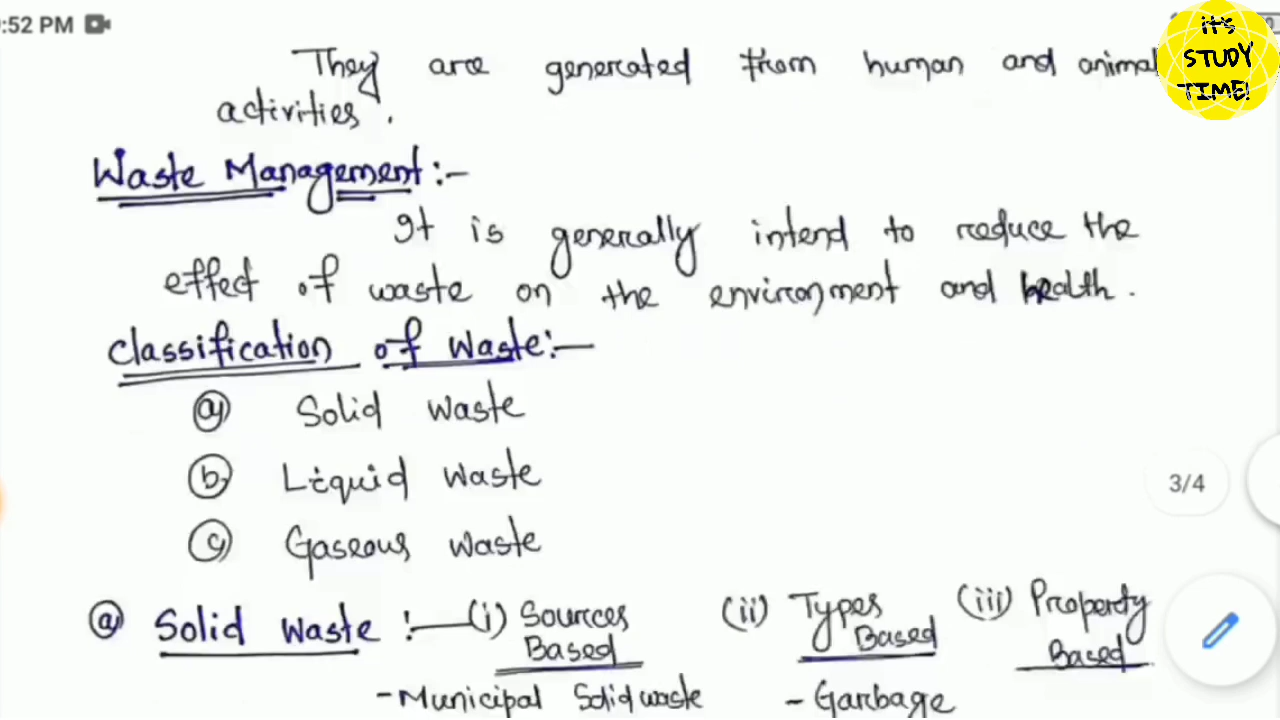 :52 PM
It's
STUDY
TIME!
They are generated from human and animal
activities.
Waste Management:-
It is generally intend to reduce the
effect of waste on the environment and health.
Classification of Waste:-
(a) Solid waste
(b) Liquid waste
(c) Gaseous waste
3/4
(a) Solid waste :- (i) Sources Based (ii) Types Based (iii) Property Based
- Municipal Solid waste - Garbage